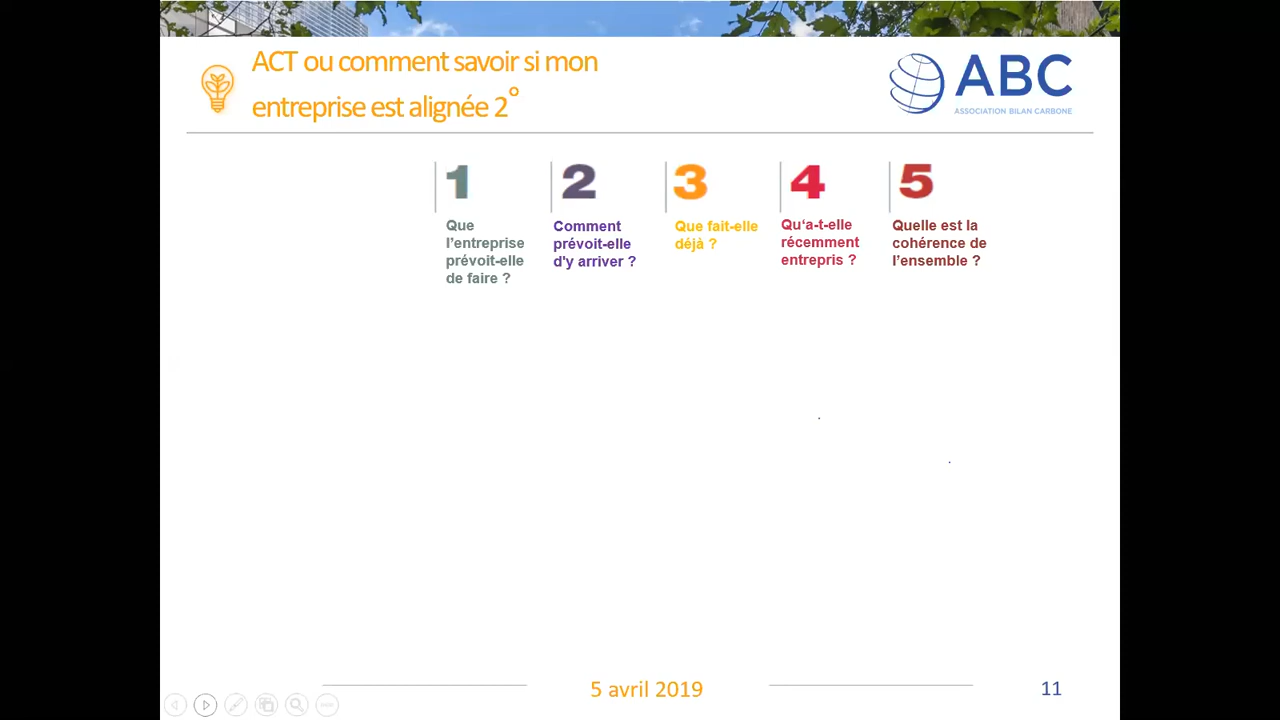 ACT ou comment savoir si mon
entreprise est alignée 2°
ABC
ASSOCIATION BILAN CARBONE
1
Que
l’entreprise
prévoit-elle
de faire ?
2
Comment
prévoit-elle
d'y arriver ?
3
Que fait-elle
déjà ?
4
Qu‘a-t-elle
récemment
entrepris ?
5
Quelle est la
cohérence de
l’ensemble ?
5 avril 2019
11